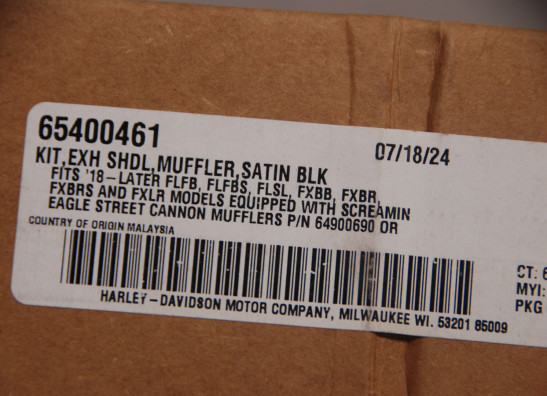 65400461
07/18/24
KIT,EXH SHDL,MUFFLER,SATIN BLK
FITS '18-LATER FLFB, FLFBS, FLSL, FXBB, FXBR,
FXBRS AND FXLR MODELS EQUIPPED WITH SCREAMIN
EAGLE STREET CANNON MUFFLERS P/N 64900690 OR
COUNTRY OF ORIGIN MALAYSIA
CT: 6
MYI:
PKG
HARLEY-DAVIDSON MOTOR COMPANY, MILWAUKEE WI. 53201 85009